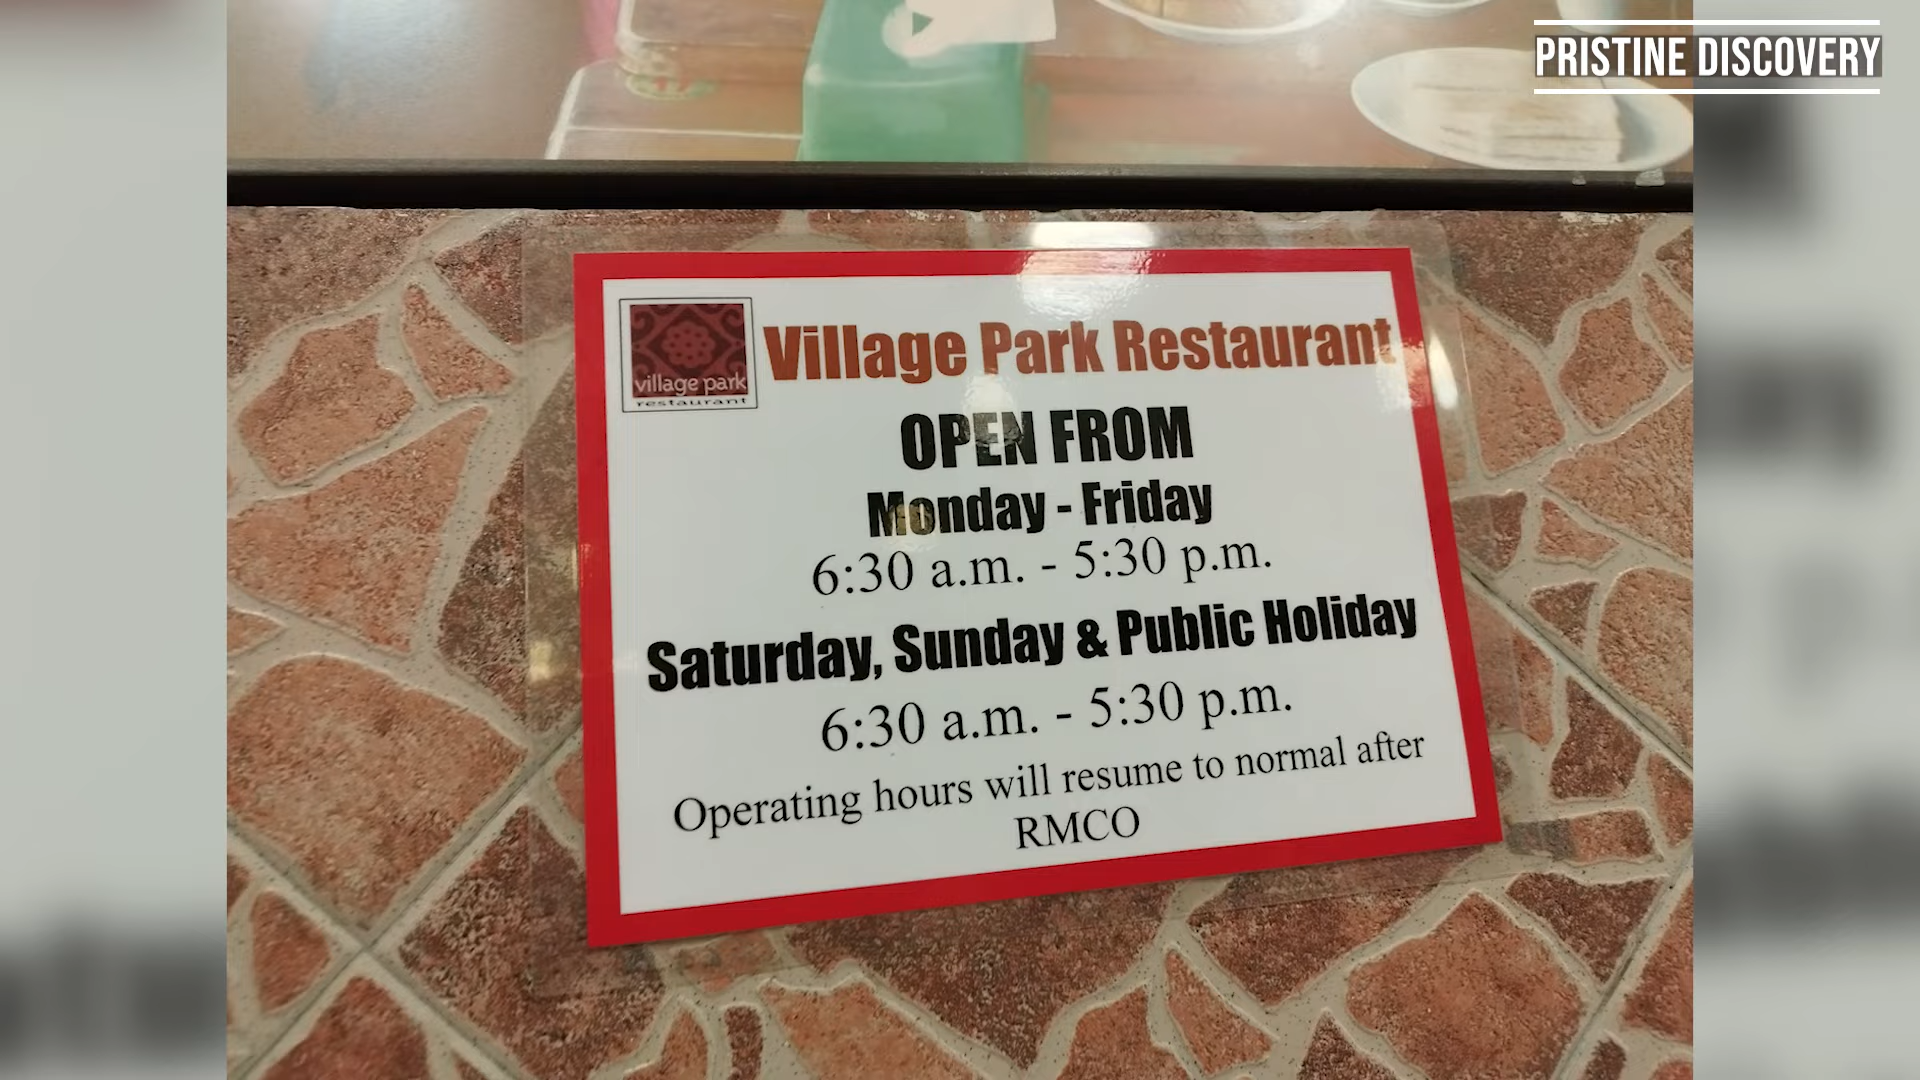 PRISTINE DISCOVERY
village park
restaurant
Village Park Restaurant
OPEN FROM
Monday - Friday
6:30 a.m. - 5:30 p.m.
Saturday, Sunday & Public Holiday
6:30 a.m. - 5:30 p.m.
Operating hours will resume to normal after
RMCO